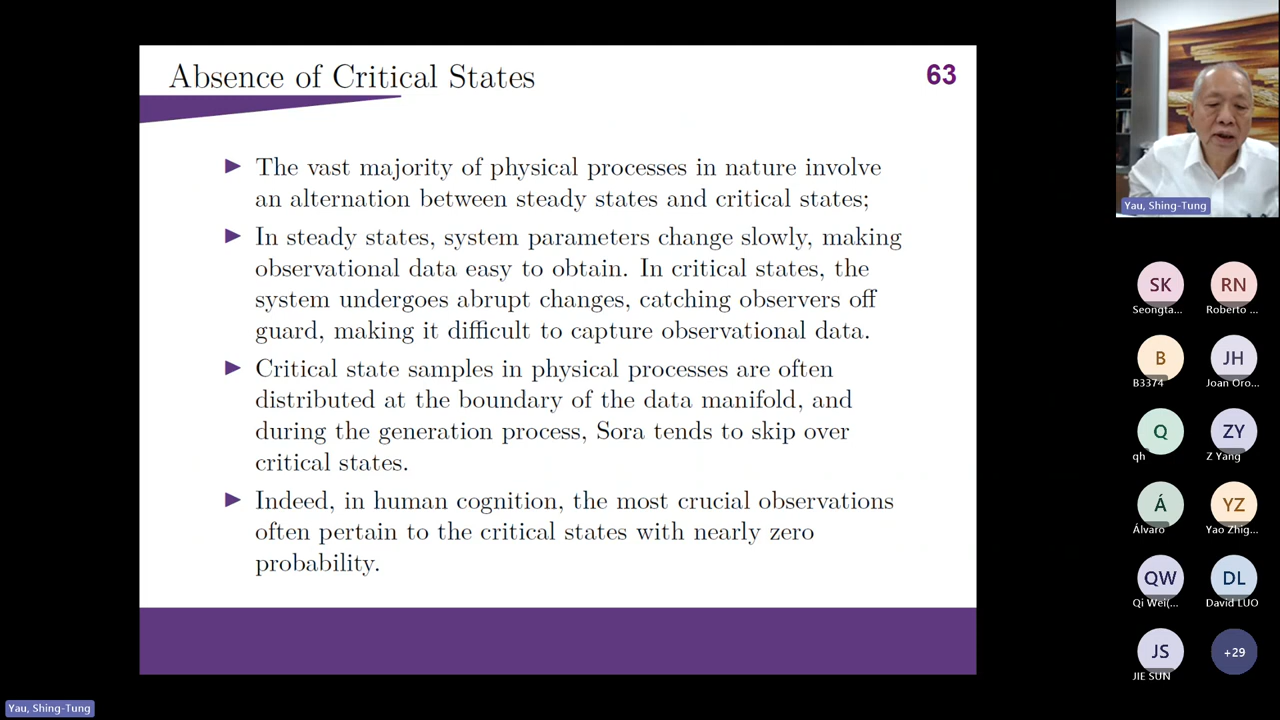 Absence of Critical States
63
The vast majority of physical processes in nature involve
an alternation between steady states and critical states;
In steady states, system parameters change slowly, making
observational data easy to obtain. In critical states, the
system undergoes abrupt changes, catching observers off
guard, making it difficult to capture observational data.
Critical state samples in physical processes are often
distributed at the boundary of the data manifold, and
during the generation process, Sora tends to skip over
critical states.
Indeed, in human cognition, the most crucial observations
often pertain to the critical states with nearly zero
probability.
Yau, Shing-Tung
SK
Seongta...
RN
Roberto ...
B
B3374
JH
Joan Oro...
Q
qh
ZY
Z Yang
Á
Álvaro
YZ
Yao Zhig...
QW
Qi Wei(...
DL
David LUO
JS
JIE SUN
+29
Yau, Shing-Tung